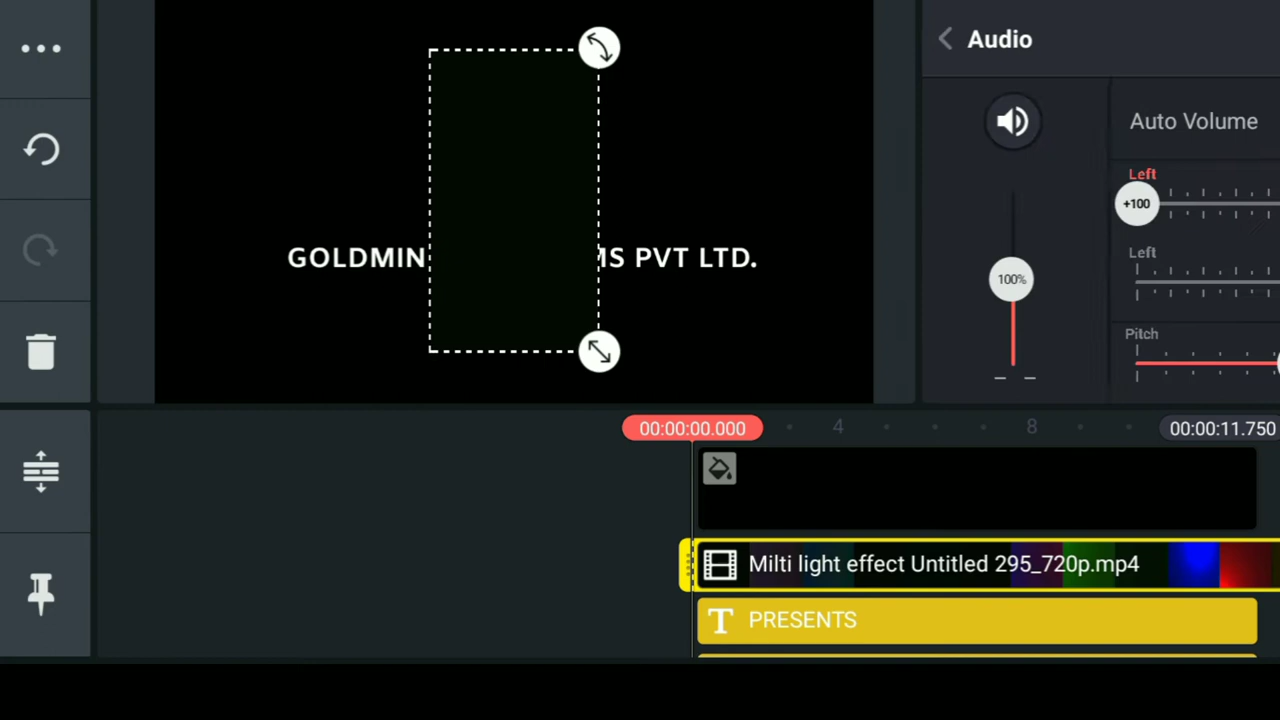 Audio
Auto Volume
Left
+100
Left
100%
Pitch
GOLDMIN
MS PVT LTD.
00:00:00.000
4
8
00:00:11.750
Milti light effect Untitled 295_720p.mp4
PRESENTS